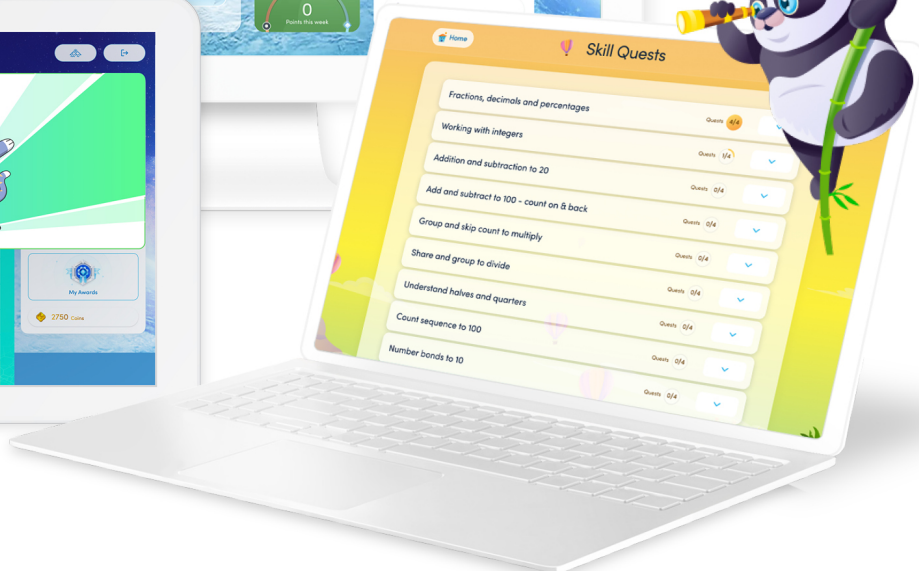 0
Points this week
My Awards
2750 Coins
Home
Skill Quests
Fractions, decimals and percentages
Quests 4/4
Working with integers
Quests 1/4
Addition and subtraction to 20
Quests 0/4
Add and subtract to 100 - count on & back
Quests 0/4
Group and skip count to multiply
Quests 0/4
Share and group to divide
Quests 0/4
Understand halves and quarters
Quests 0/4
Count sequence to 100
Quests 0/4
Number bonds to 10
Quests 0/4